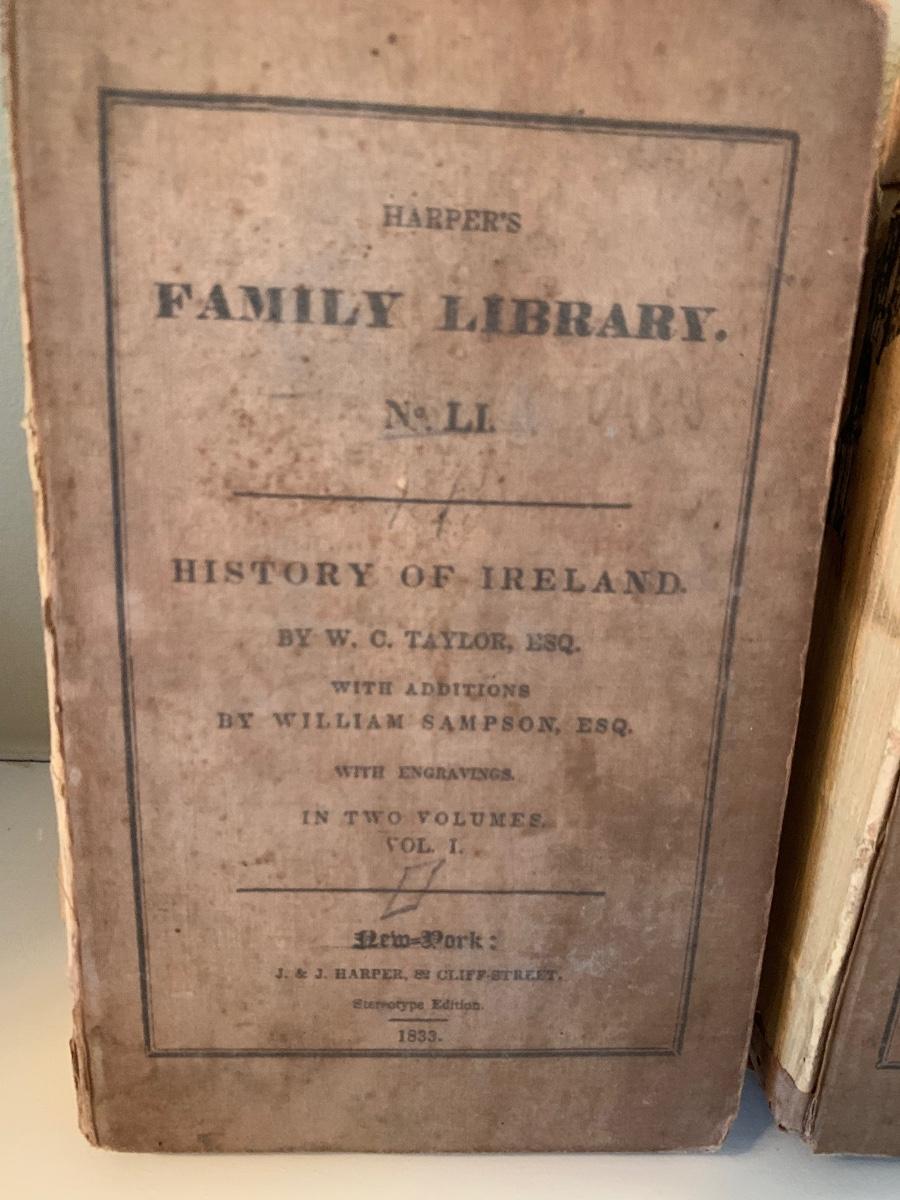 HARPER'S
FAMILY LIBRARY.
No. LI.
HISTORY OF IRELAND.
BY W. C. TAYLOR, ESQ.
WITH ADDITIONS
BY WILLIAM SAMPSON, ESQ.
WITH ENGRAVINGS.
IN TWO VOLUMES.
VOL. I.
New-York:
J. & J. HARPER, 82 CLIFF-STREET.
Stereotype Edition.
1833.